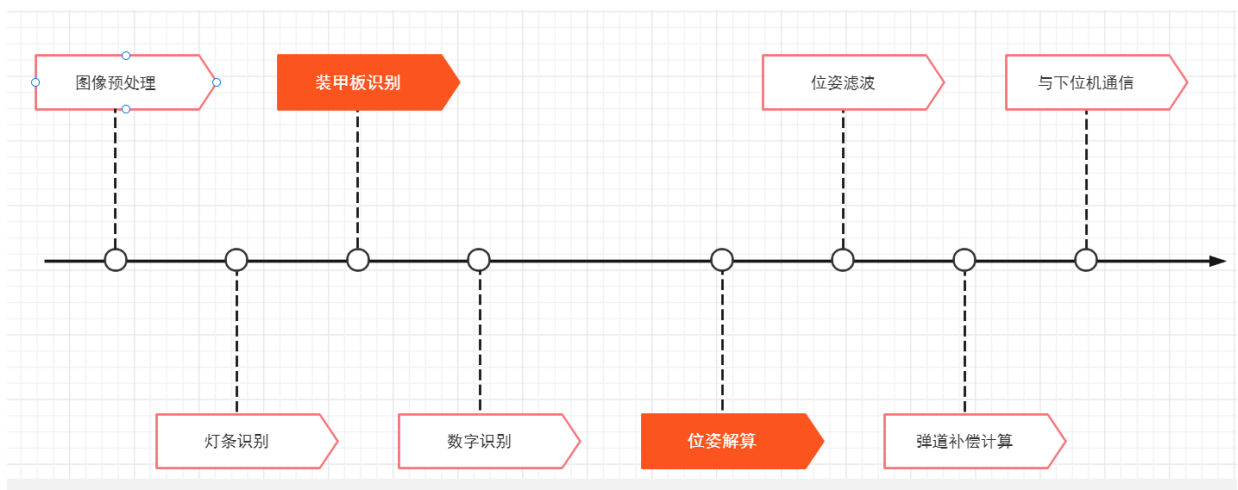 图像预处理
装甲板识别
位姿滤波
与下位机通信
灯条识别
数字识别
位姿解算
弹道补偿计算